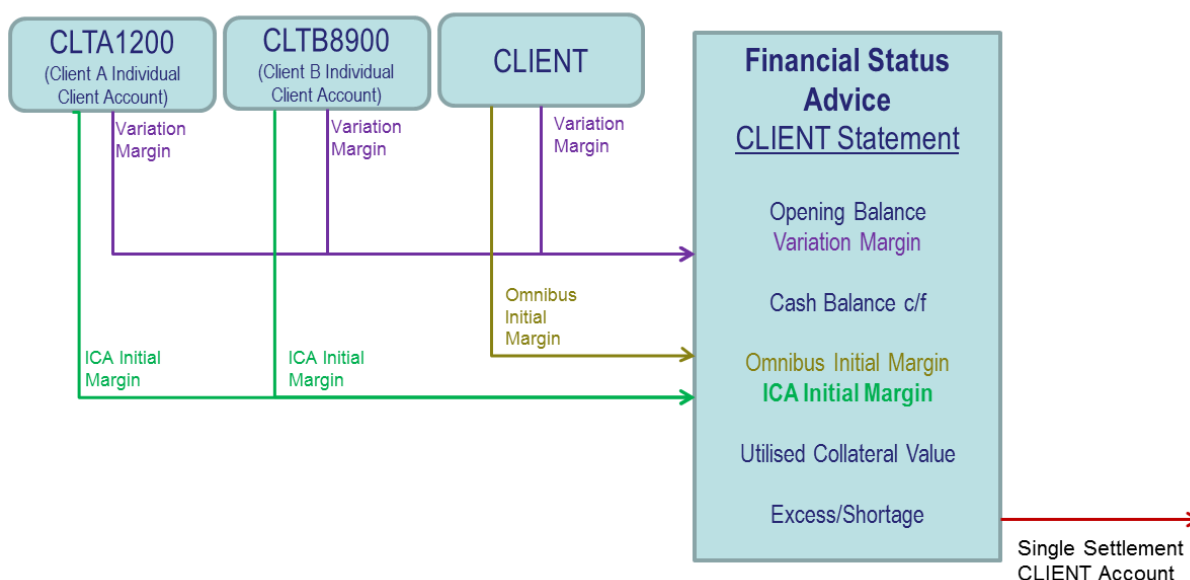 CLTA1200
(Client A Individual
Client Account)
CLTB8900
(Client B Individual
Client Account)
CLIENT
Variation
Margin
Variation
Margin
Variation
Margin
Omnibus
Initial
Margin
ICA Initial
Margin
ICA Initial
Margin
Financial Status
Advice
CLIENT Statement
Opening Balance
Variation Margin
Cash Balance c/f
Omnibus Initial Margin
ICA Initial Margin
Utilised Collateral Value
Excess/Shortage
Single Settlement
CLIENT Account